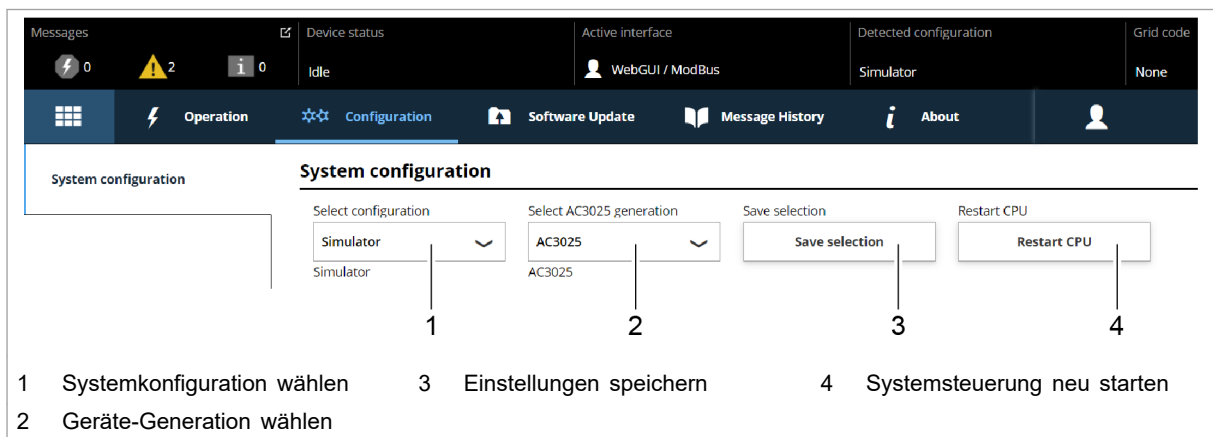 Messages Device status Active interface Detected configuration Grid code
0 2 i 0 Idle WebGUI / ModBus Simulator None
Operation Configuration Software Update Message History i About
System configuration
System configuration
Select configuration Select AC3025 generation Save selection Restart CPU
Simulator AC3025 Save selection Restart CPU
Simulator AC3025
1 2 3 4
1 Systemkonfiguration wählen 3 Einstellungen speichern 4 Systemsteuerung neu starten
2 Geräte-Generation wählen